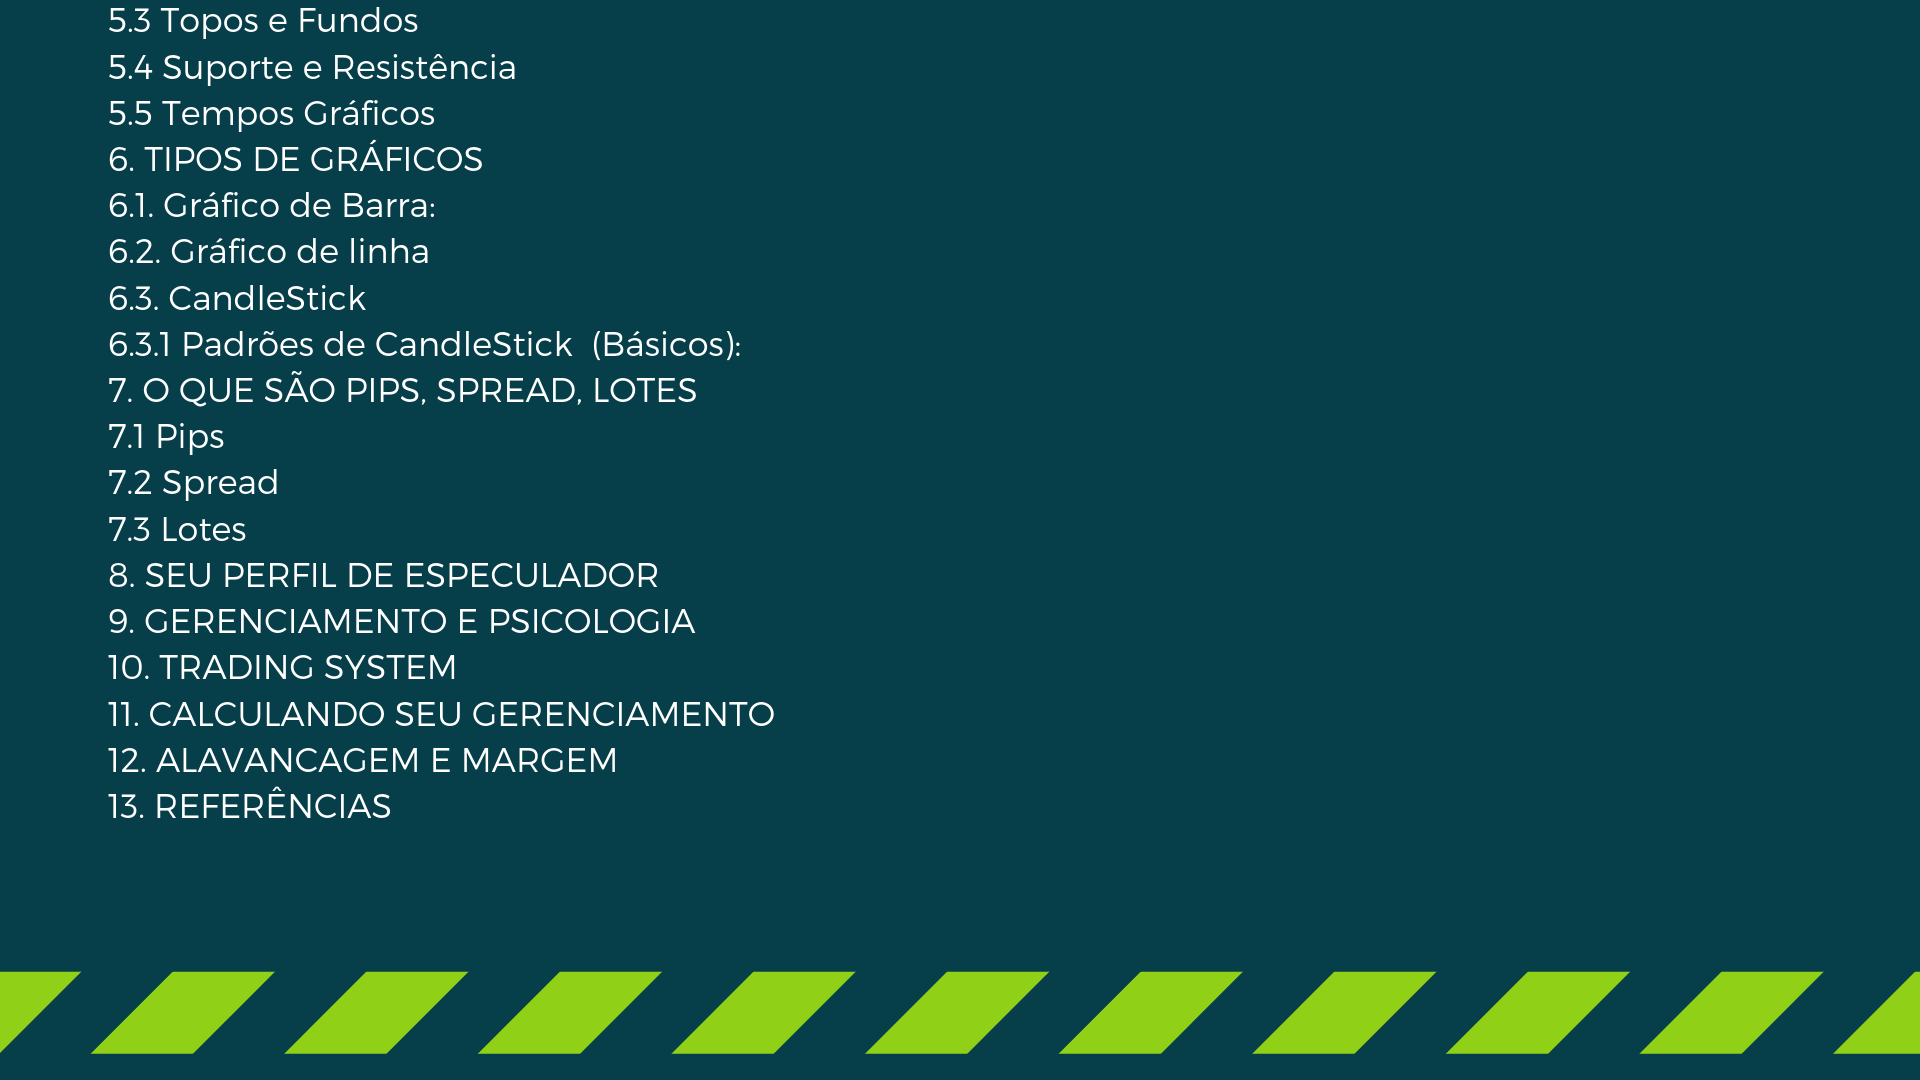 5.3 Topos e Fundos
5.4 Suporte e Resistência
5.5 Tempos Gráficos
6. TIPOS DE GRÁFICOS
6.1. Gráfico de Barra:
6.2. Gráfico de linha
6.3. CandleStick
6.3.1 Padrões de CandleStick  (Básicos):
7. O QUE SÃO PIPS, SPREAD, LOTES
7.1 Pips
7.2 Spread
7.3 Lotes
8. SEU PERFIL DE ESPECULADOR
9. GERENCIAMENTO E PSICOLOGIA
10. TRADING SYSTEM
11. CALCULANDO SEU GERENCIAMENTO
12. ALAVANCAGEM E MARGEM
13. REFERÊNCIAS